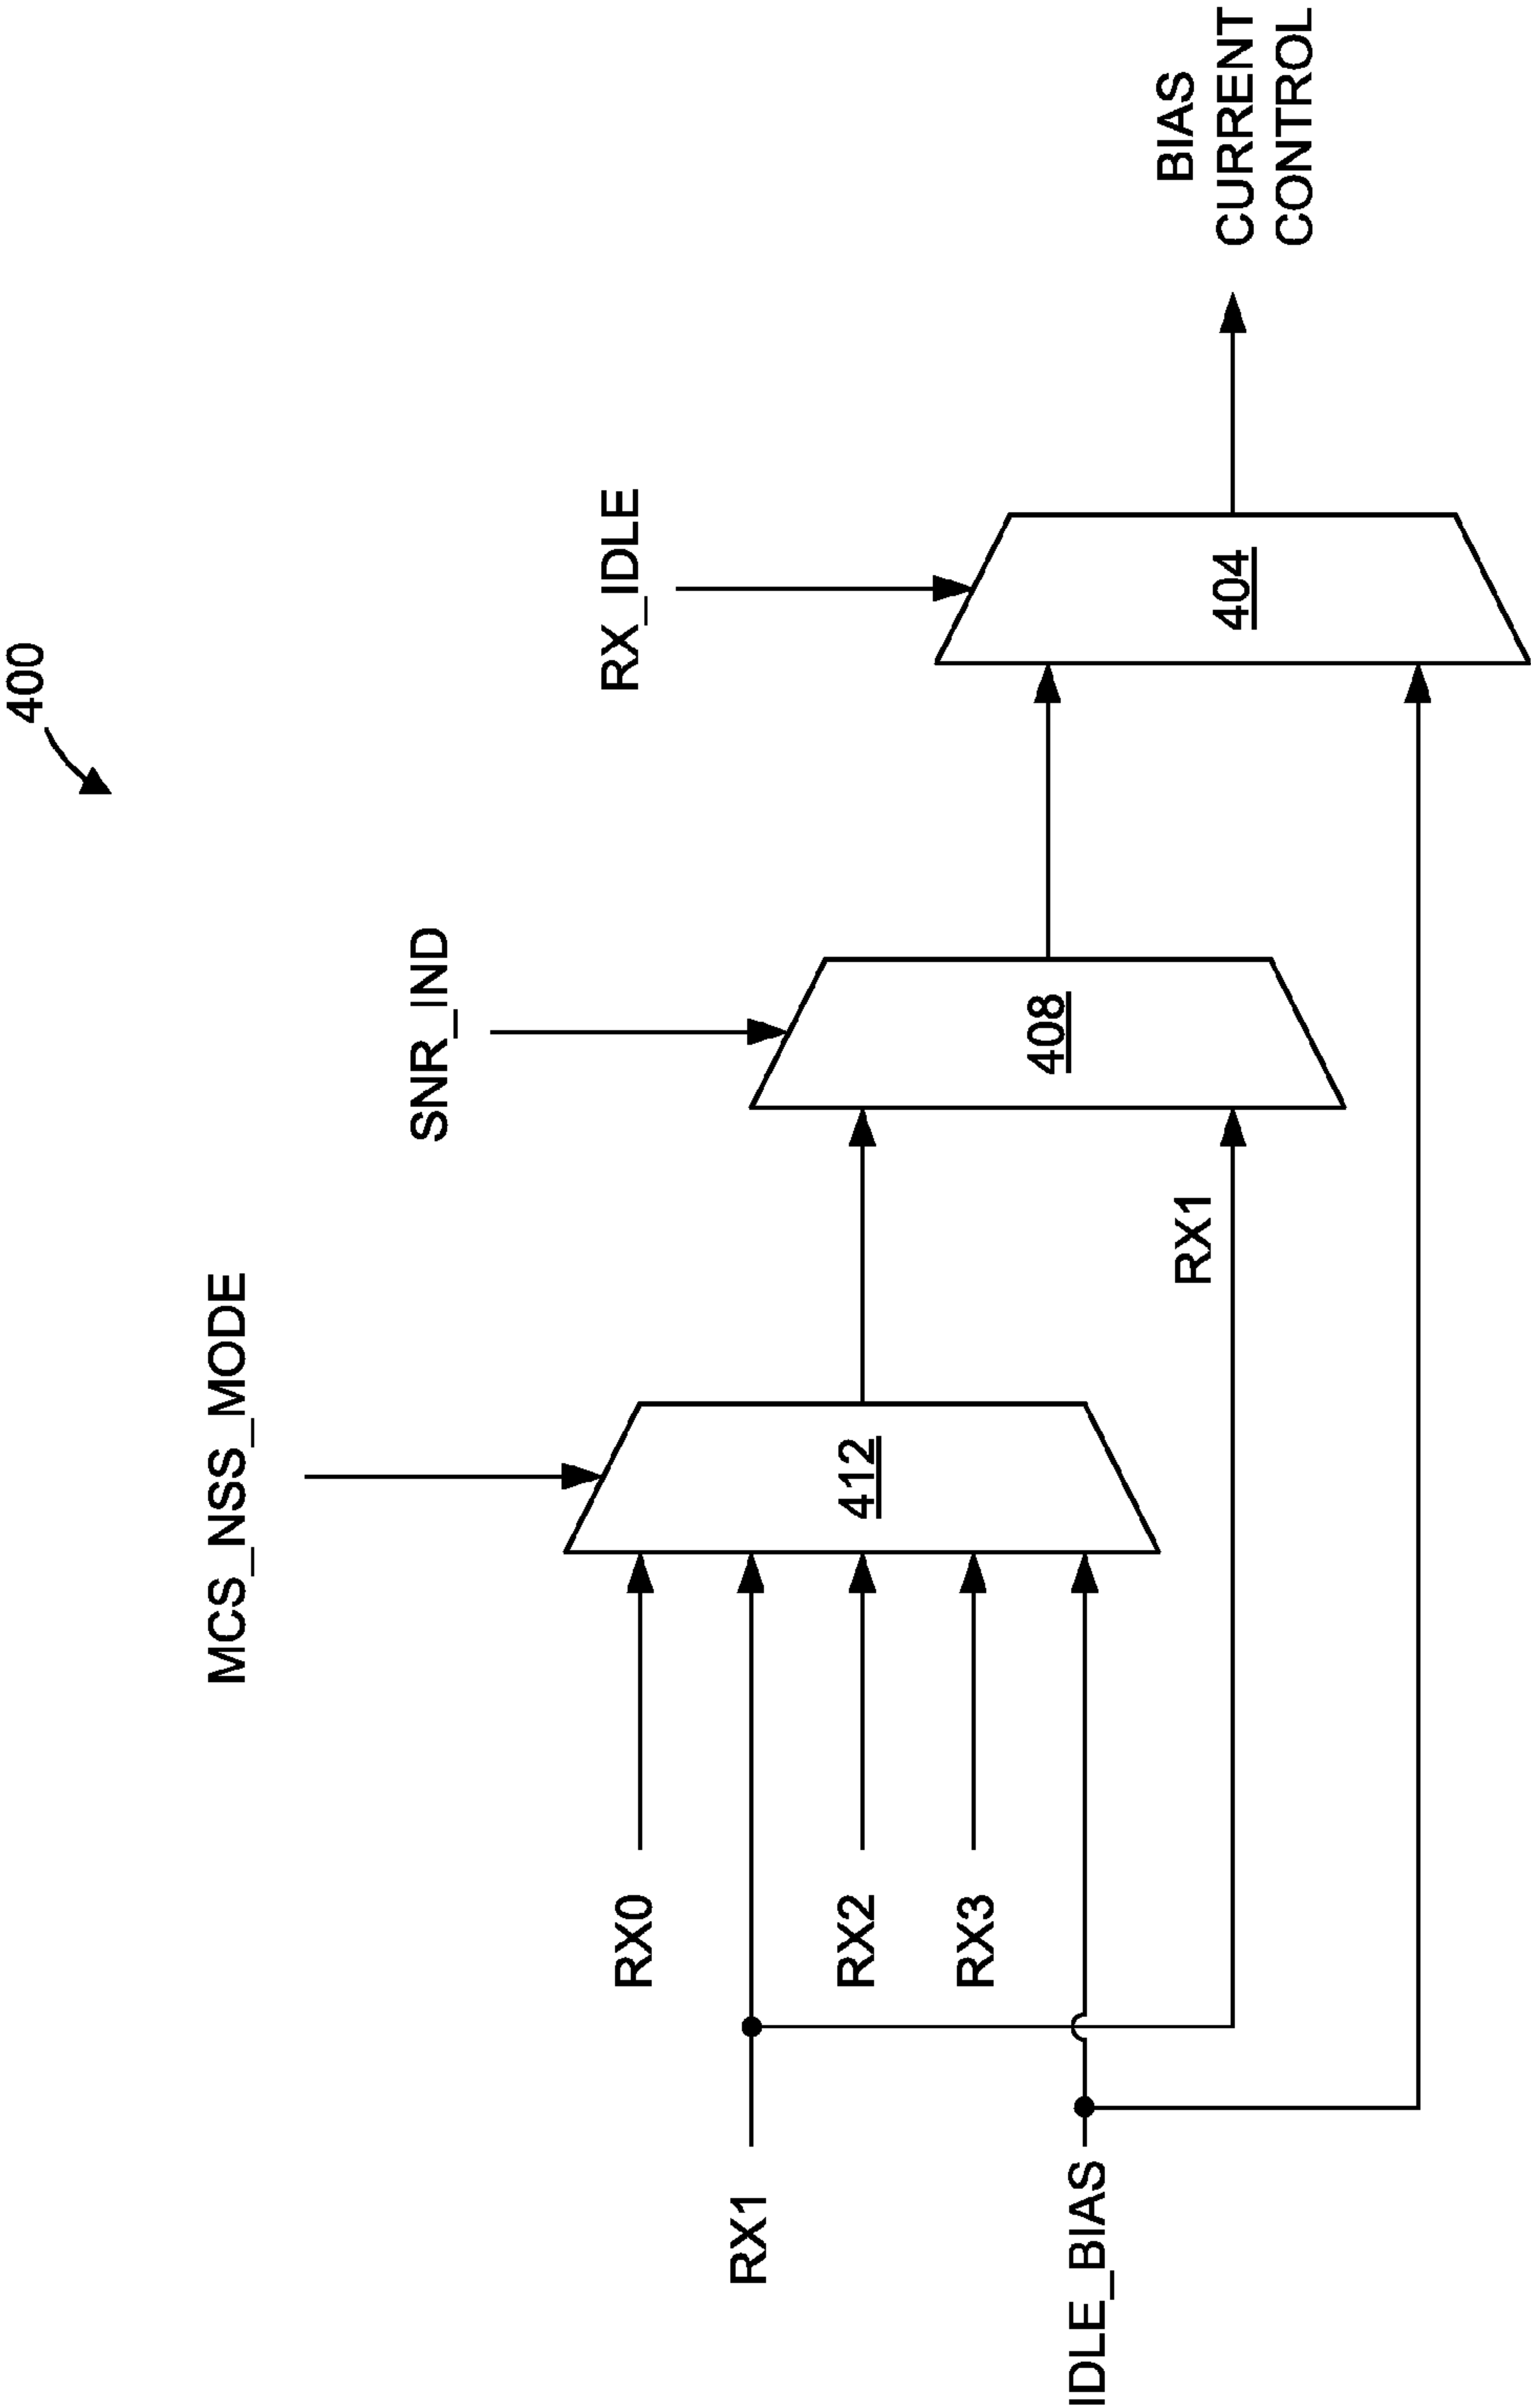 400
MCS_NSS_MODE
SNR_IND
RX_IDLE
RX0
RX1
RX2
RX3
IDLE_BIAS
412
RX1
408
404
BIAS
CURRENT
CONTROL